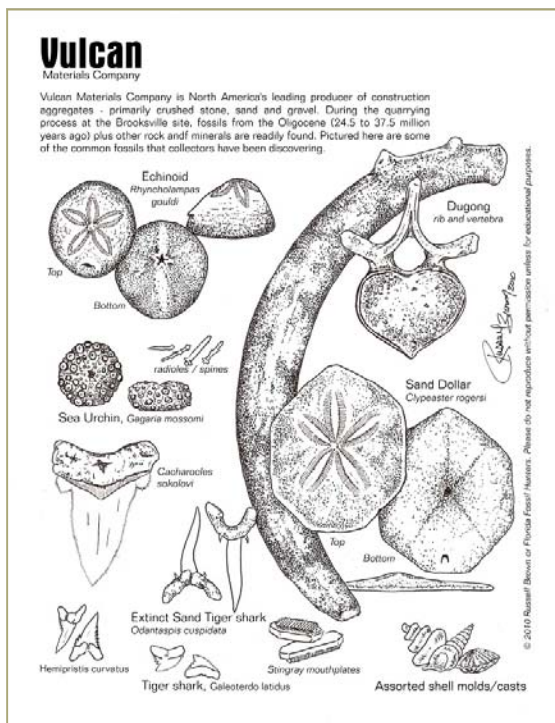 Vulcan
Materials Company
Vulcan Materials Company is North America's leading producer of construction
aggregates - primarily crushed stone, sand and gravel. During the quarrying
process at the Brooksville site, fossils from the Oligocene (24.5 to 37.5 million
years ago) plus other rock andf minerals are readily found. Pictured here are some
of the common fossils that collectors have been discovering.
Echinoid
Rhyncholampas
gouldi
Top
Bottom
Dugong
rib and vertebra
radioles / spines
Sea Urchin, Gagaria mossomi
Sand Dollar
Clypeaster rogersi
Cacharocles
sokolovi
Top
Bottom
Extinct Sand Tiger shark
Odantaspis cuspidata
Hemipristis curvatus
Tiger shark, Galeoterdo latidus
Stingray mouthplates
Assorted shell molds/casts
© 2010 Russell Brown or Florida Fossil Hunters. Please do not reproduce without permission unless for educational purposes.